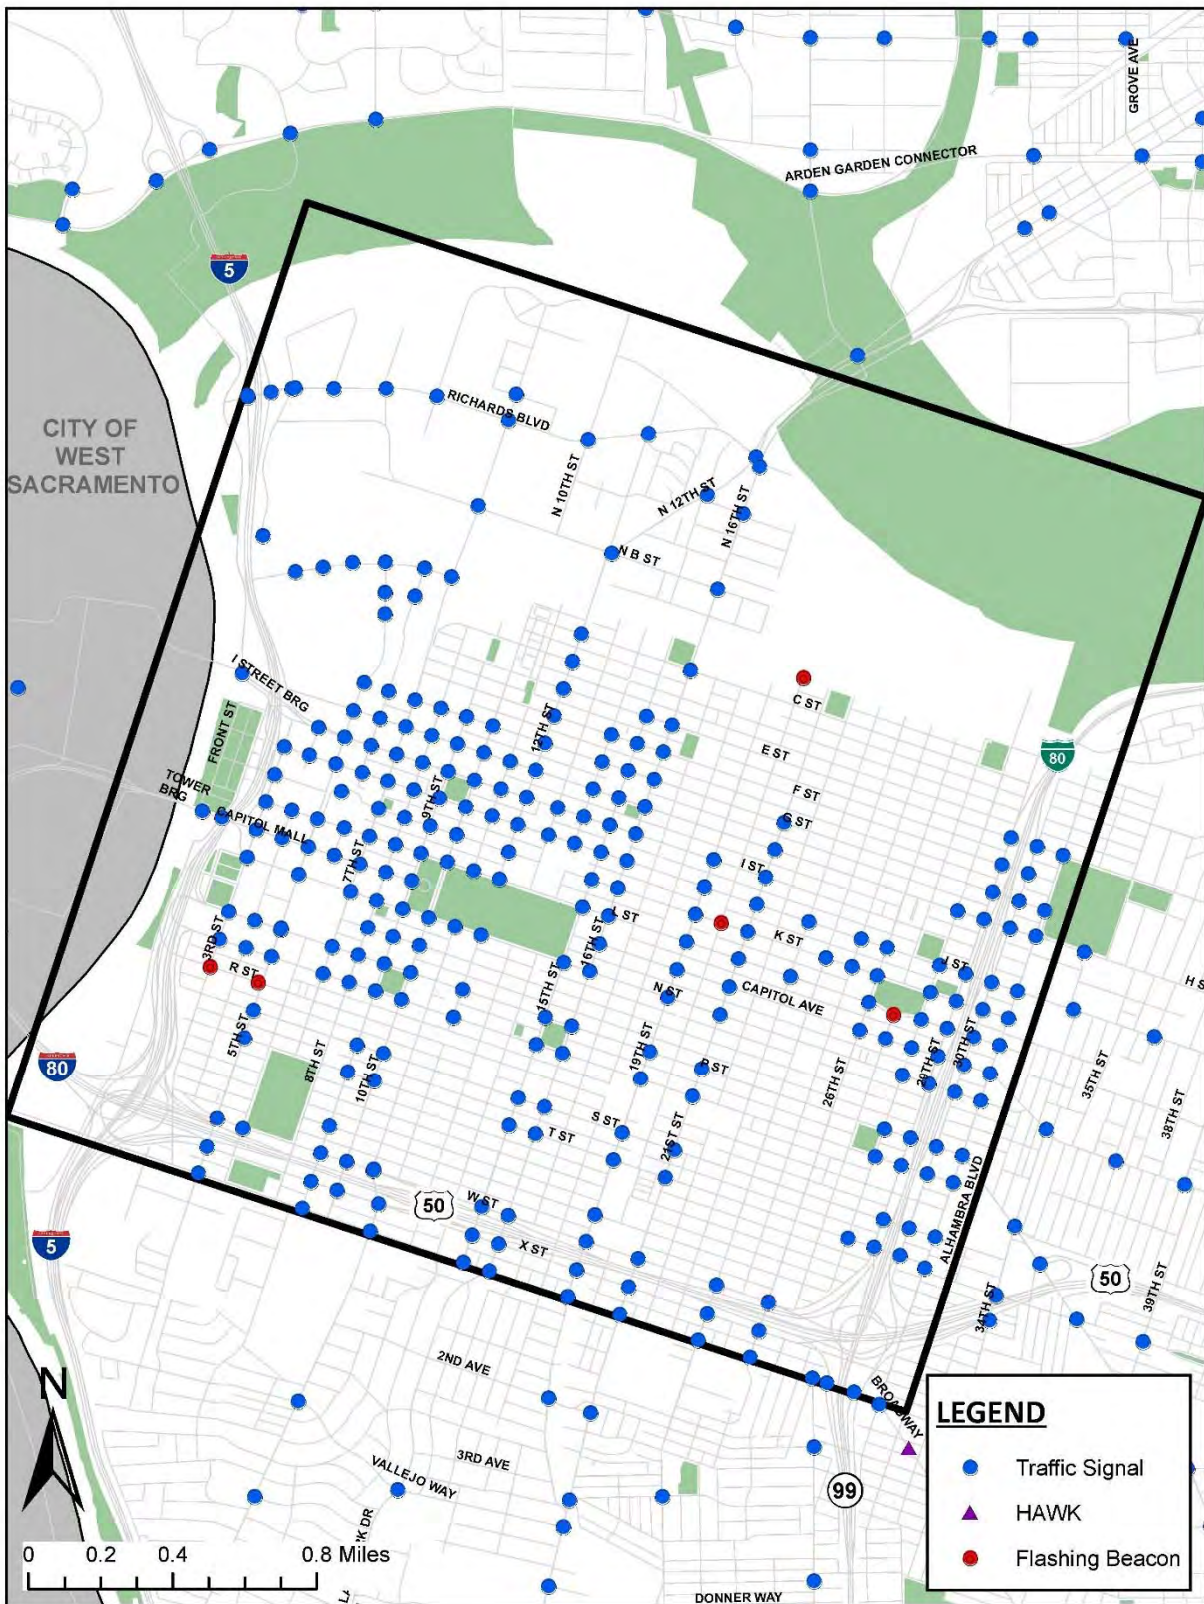 GROVE AVE
ARDEN GARDEN CONNECTOR
5
CITY OF
WEST
SACRAMENTO
RICHARDS BLVD
N 10TH ST
N 12TH ST
N 16TH ST
N B ST
I STREET BRG
FRONT ST
C ST
12TH ST
E ST
80
TOWER
BRG
9TH ST
F ST
CAPITOL MALL
G ST
7TH ST
I ST
L ST
3RD ST
16TH ST
K ST
J ST
R ST
15TH ST
N ST
CAPITOL AVE
H S
5TH ST
19TH ST
29TH ST
30TH ST
80
8TH ST
10TH ST
P ST
26TH ST
35TH ST
S ST
T ST
21ST ST
38TH ST
W ST
50
X ST
ALHAMBRA BLVD
5
50
34TH ST
39TH ST
2ND AVE
N
BROADWAY
3RD AVE
VALLEJO WAY
99
DONNER WAY
LEGEND
Traffic Signal
HAWK
Flashing Beacon
0 0.2 0.4 0.8 Miles